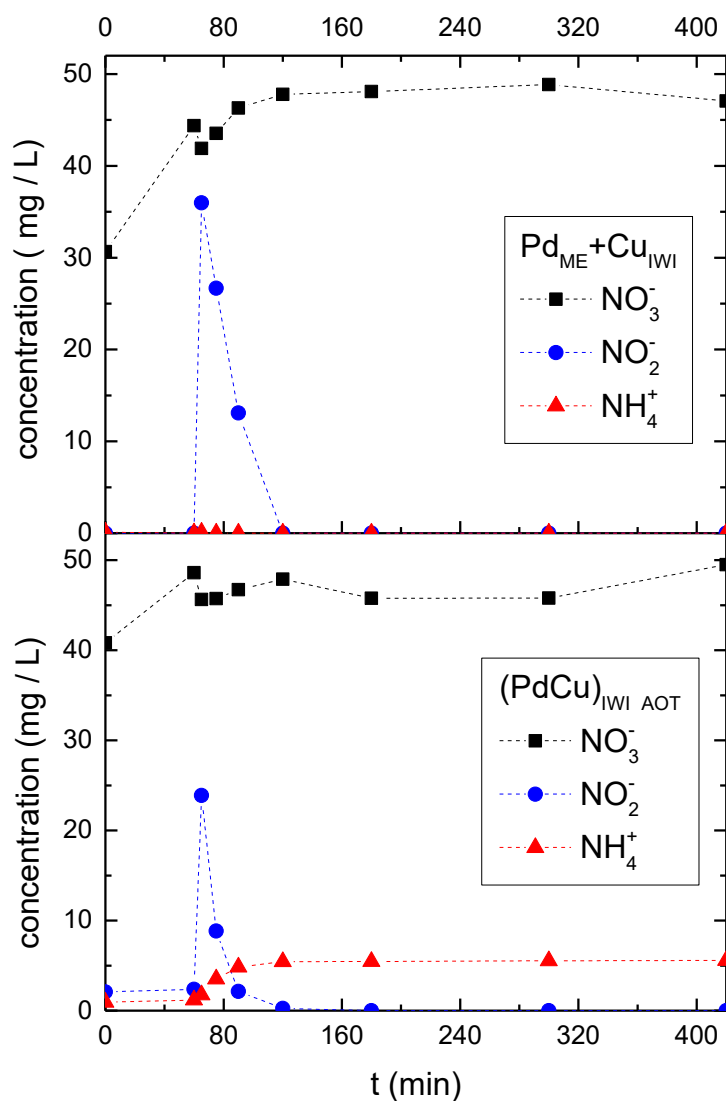 0 80 160 240 320 400
50
40
30
20
10
0
concentration ( mg / L)
Pd_ME+Cu_IWI
NO₃⁻
NO₂⁻
NH₄⁺
50
40
30
20
10
0
concentration (mg / L)
(PdCu)_IWI AOT
NO₃⁻
NO₂⁻
NH₄⁺
0 80 160 240 320 400
t (min)